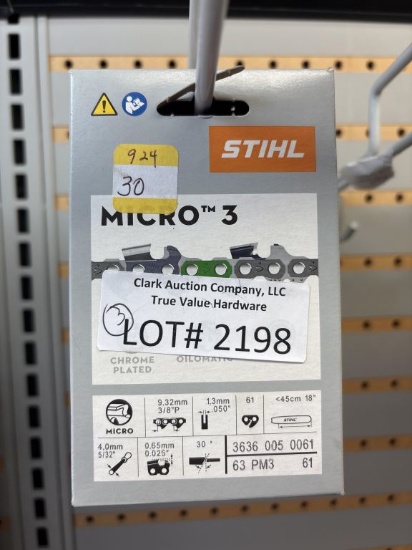 924
30
STIHL
MICRO™ 3
Clark Auction Company, LLC
True Value Hardware
3
LOT# 2198
CHROME
PLATED
OILOMATIC
9,32mm
3/8"P
1,3mm
.050"
61
<45cm 18"
MICRO
STIHL
4.0mm
5/32"
0.65mm
0.025"
30 °
3636 005 0061
63 PM3 61